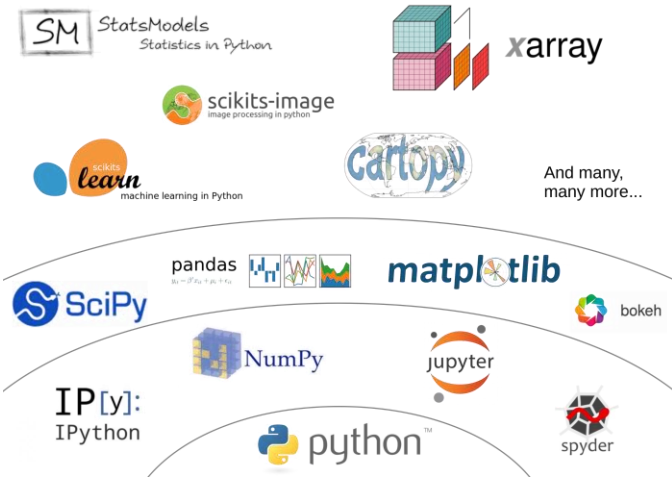 SM StatsModels
Statistics in Python
xarray
scikits-image
image processing in python
cartopy
scikits
learn
machine learning in Python
And many,
many more...
pandas
matplotlib
SciPy
bokeh
NumPy
jupyter
IP[y]:
IPython
python™
spyder